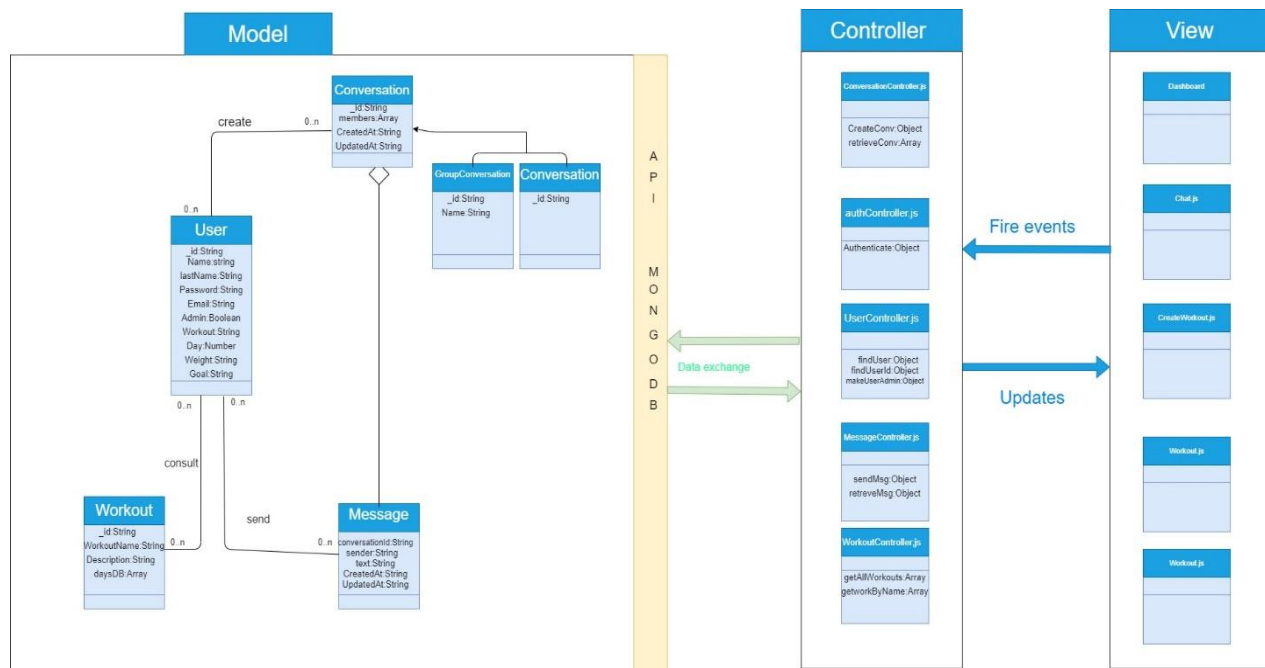 Model
Conversation
_id:String
members:Array
CreatedAt:String
UpdatedAt:String
create
0..n
0..n
GroupConversation
_id:String
Name:String
Conversation
_id:String
User
_id:String
Name:string
lastName:String
Password:String
Email:String
Admin:Boolean
Workout:String
Day:Number
Weight:String
Goal:String
0..n
0..n
consult
send
Workout
_id:String
WorkoutName:String
Description:String
daysDB:Array
0..n
0..n
Message
conversationId:String
sender:String
text:String
CreatedAt:String
UpdatedAt:String
API MONGODB
Data exchange
Controller
ConversationController.js
CreateConv:Object
retrieveConv:Array
authController.js
Authenticate:Object
UserController.js
findUser:Object
findUserId:Object
makeUserAdmin:Object
MessageController.js
sendMsg:Object
retreveMsg:Object
WorkoutController.js
getAllWorkouts:Array
getworkByName:Array
Fire events
Updates
View
Dashboard
Chat.js
CreateWorkout.js
Workout.js
Workout.js